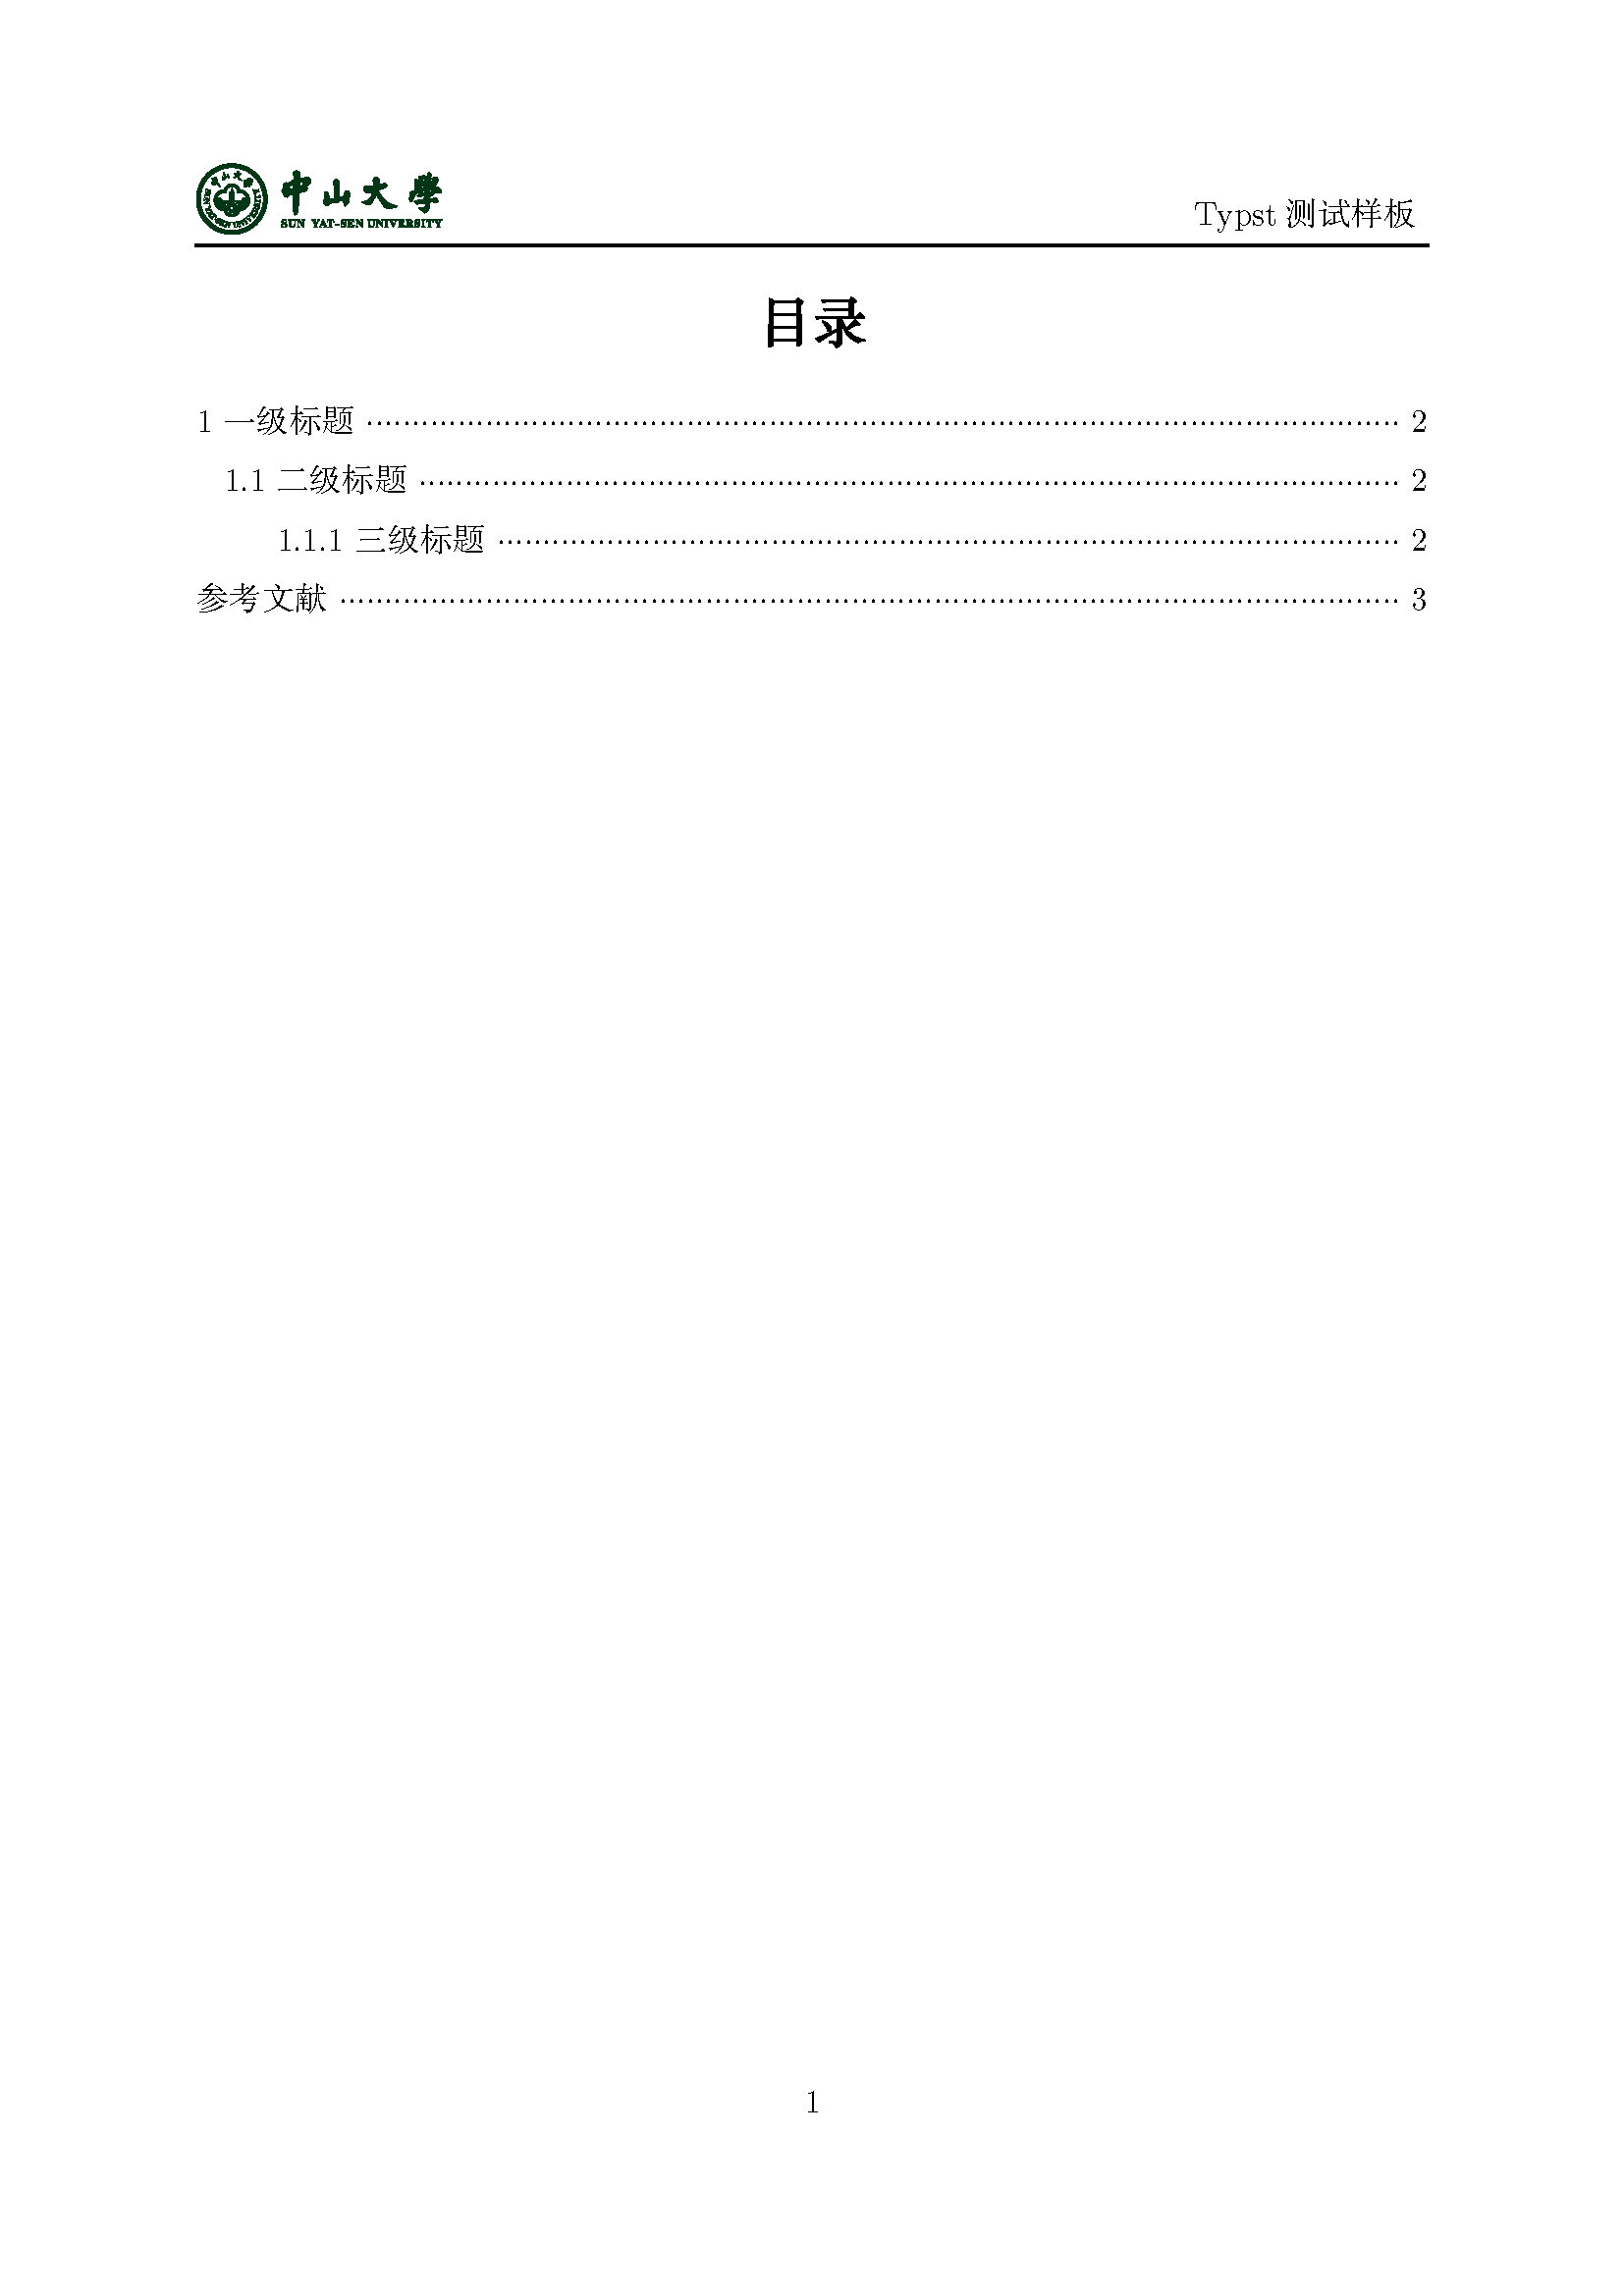 中山大學
SUN YAT-SEN UNIVERSITY
Typst 测试样板
目录
1 一级标题 ································································ 2
1.1 二级标题 ································································ 2
1.1.1 三级标题 ································································ 2
参考文献 ································································ 3
1